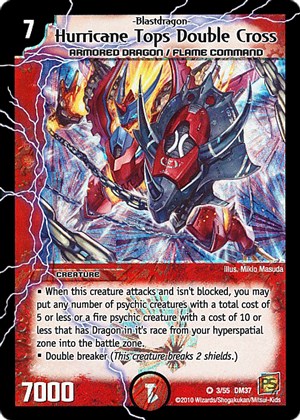 7
-Blastdragon-
Hurricane Tops Double Cross
ARMORED DRAGON / FLAME COMMAND
Illus. Mikio Masuda
CREATURE
■ When this creature attacks and isn't blocked, you may
put any number of psychic creatures with a total cost of
5 or less or a fire psychic creature with a cost of 10 or
less that has Dragon in it's race from your hyperspatial
zone into the battle zone.
■ Double breaker (This creature breaks 2 shields.)
7000
3/55 DM37
©2010 Wizards/Shogakukan/Mitsui-Kids